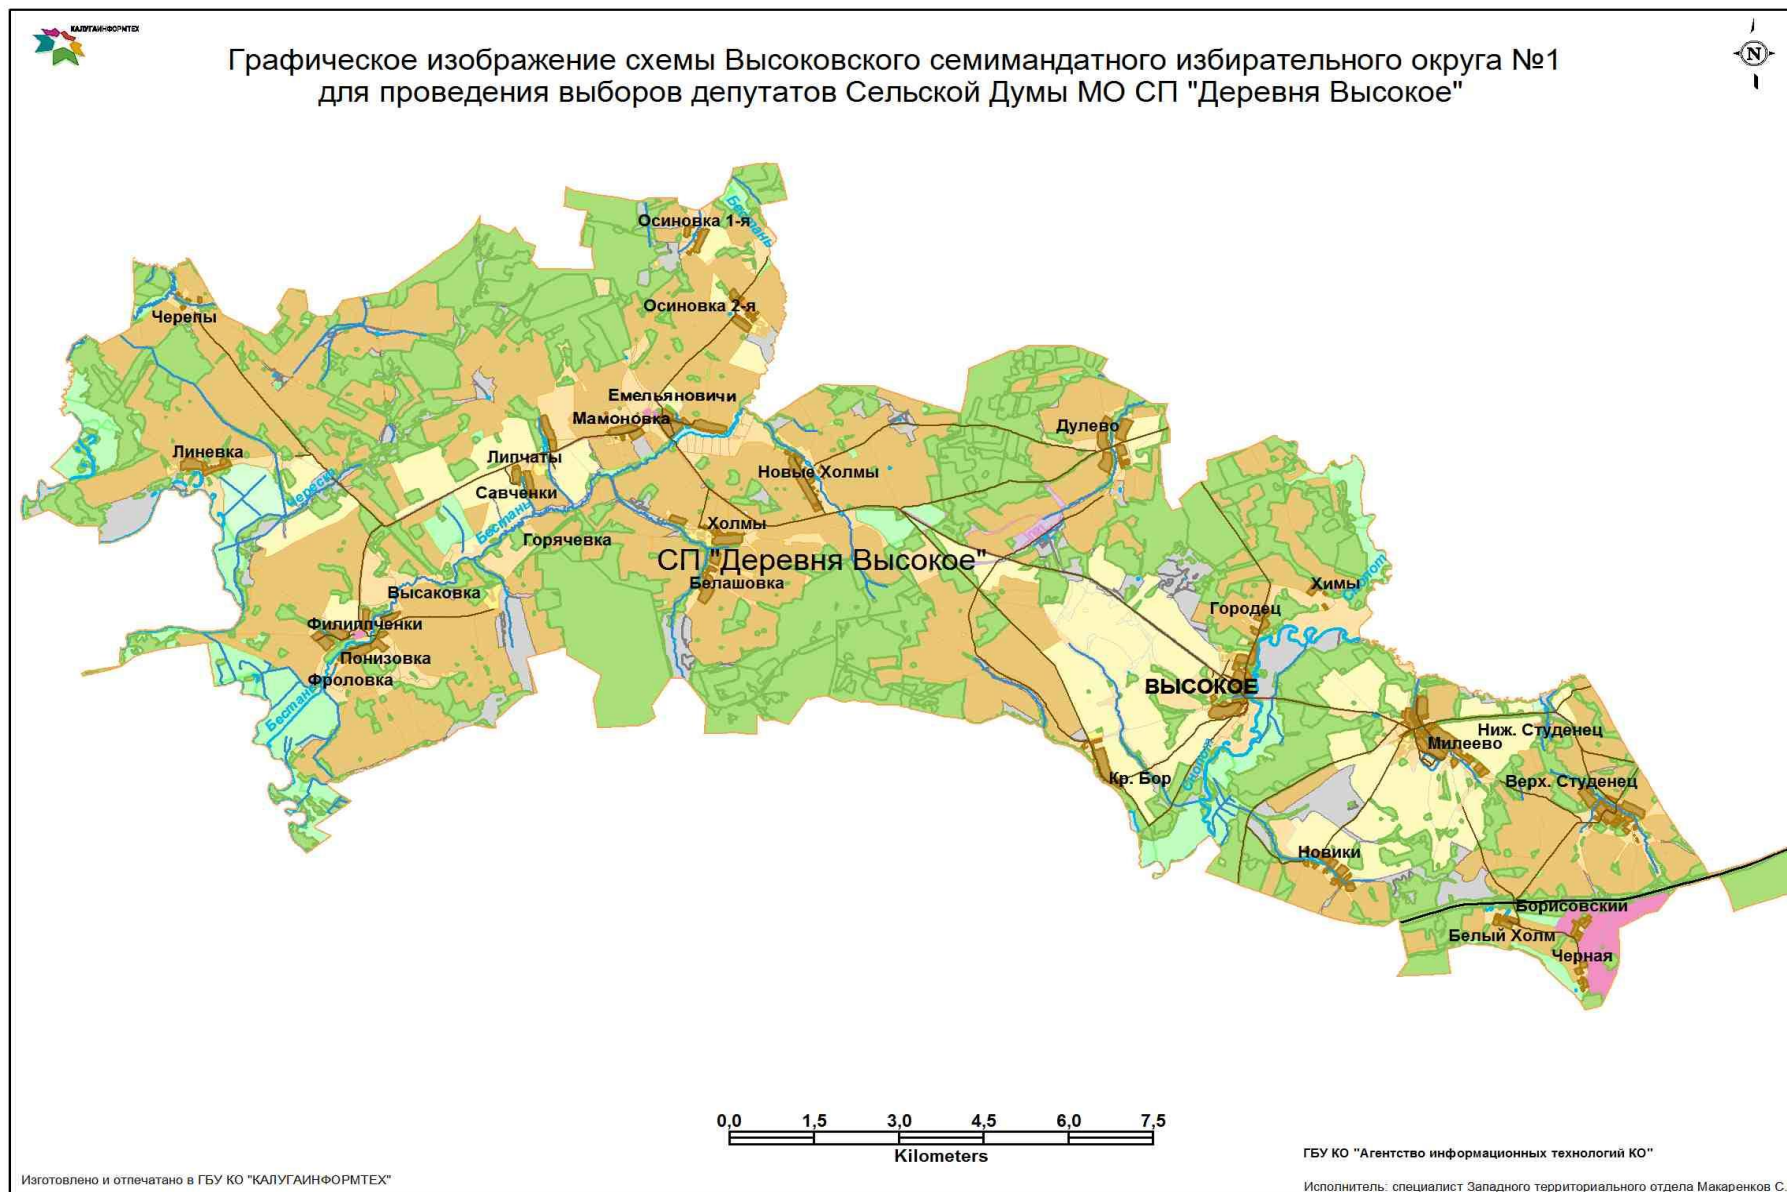 КАЛУГАИНФОРМТЕХ
Графическое изображение схемы Высоковского семимандатного избирательного округа №1
для проведения выборов депутатов Сельской Думы МО СП "Деревня Высокое"
N
Осиновка 1-я
Бестань
Осиновка 2-я
Черепы
Емельяновичи
Мамоновка
Дулево
Линевка
Липчаты
Новые Холмы
Череска
Савченки
Бестань
Холмы
Горячевка
СП "Деревня Высокое"
Белашовка
Химы
Снопот
Высаковка
Городец
Филиппченки
Понизовка
Фроловка
ВЫСОКОЕ
Бестань
Ниж. Студенец
Милеево
Снопот
Кр. Бор
Верх. Студенец
Новики
Борисовский
Белый Холм
Черная
0,0 1,5 3,0 4,5 6,0 7,5
Kilometers
ГБУ КО "Агентство информационных технологий КО"
Изготовлено и отпечатано в ГБУ КО "КАЛУГАИНФОРМТЕХ"
Исполнитель: специалист Западного территориального отдела Макаренков С.